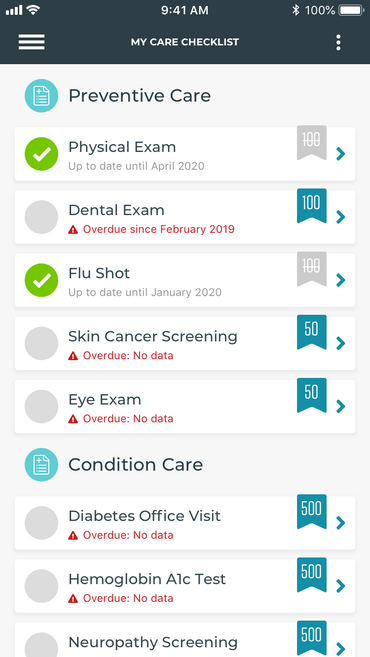 9:41 AM
100%
MY CARE CHECKLIST
Preventive Care
Physical Exam
100
Up to date until April 2020
Dental Exam
100
Overdue since February 2019
Flu Shot
100
Up to date until January 2020
Skin Cancer Screening
50
Overdue: No data
Eye Exam
50
Overdue: No data
Condition Care
Diabetes Office Visit
500
Overdue: No data
Hemoglobin A1c Test
500
Overdue: No data
Neuropathy Screening
500